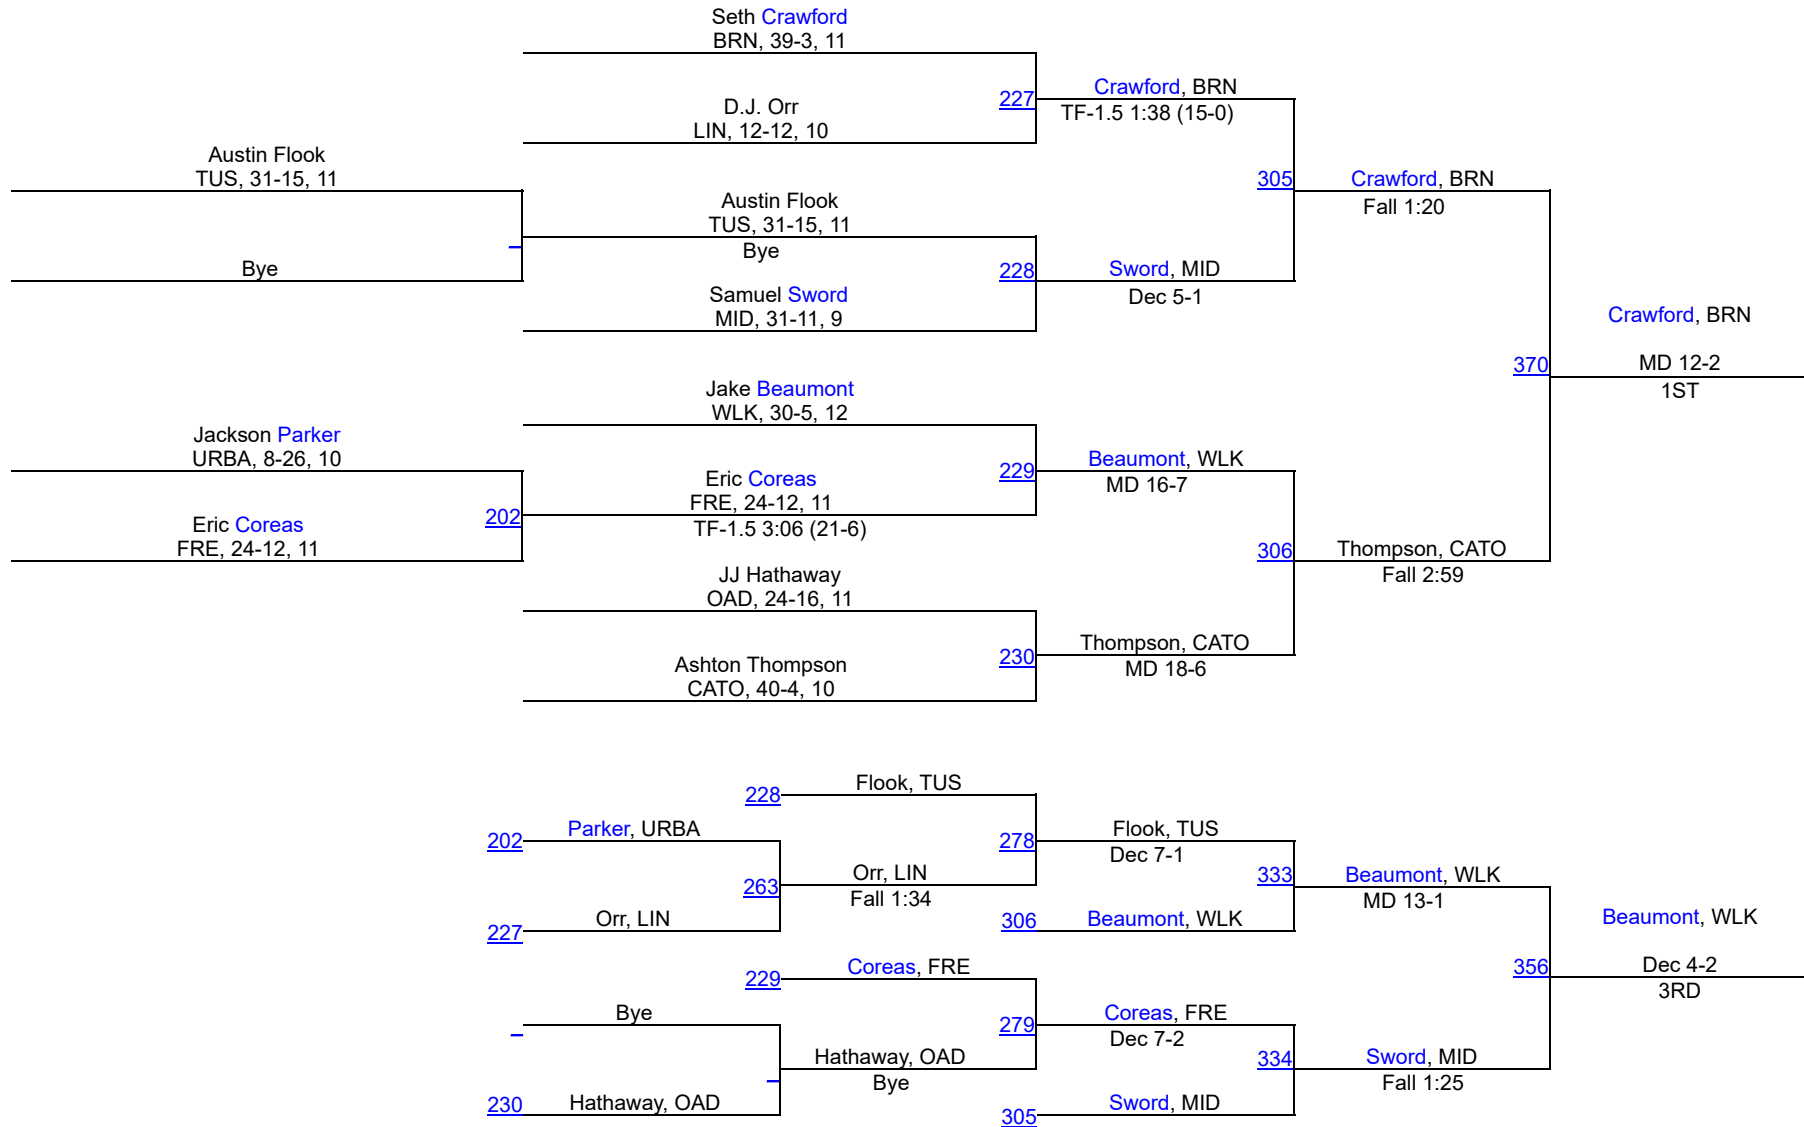 Seth Crawford
BRN, 39-3, 11
227
Crawford, BRN
TF-1.5 1:38 (15-0)
D.J. Orr
LIN, 12-12, 10
Austin Flook
TUS, 31-15, 11
305
Crawford, BRN
Fall 1:20
Austin Flook
TUS, 31-15, 11
Bye
Bye
228
Sword, MID
Dec 5-1
Samuel Sword
MID, 31-11, 9
Crawford, BRN
370
MD 12-2
1ST
Jake Beaumont
WLK, 30-5, 12
Jackson Parker
URBA, 8-26, 10
229
Beaumont, WLK
MD 16-7
Eric Coreas
FRE, 24-12, 11
TF-1.5 3:06 (21-6)
202
Eric Coreas
FRE, 24-12, 11
306
Thompson, CATO
Fall 2:59
JJ Hathaway
OAD, 24-16, 11
230
Thompson, CATO
MD 18-6
Ashton Thompson
CATO, 40-4, 10
228
Flook, TUS
202
Parker, URBA
278
Flook, TUS
Dec 7-1
263
Orr, LIN
Fall 1:34
333
Beaumont, WLK
MD 13-1
227
Orr, LIN
306
Beaumont, WLK
Beaumont, WLK
356
Dec 4-2
3RD
229
Coreas, FRE
Bye
279
Coreas, FRE
Dec 7-2
Hathaway, OAD
Bye
334
Sword, MID
Fall 1:25
230
Hathaway, OAD
305
Sword, MID